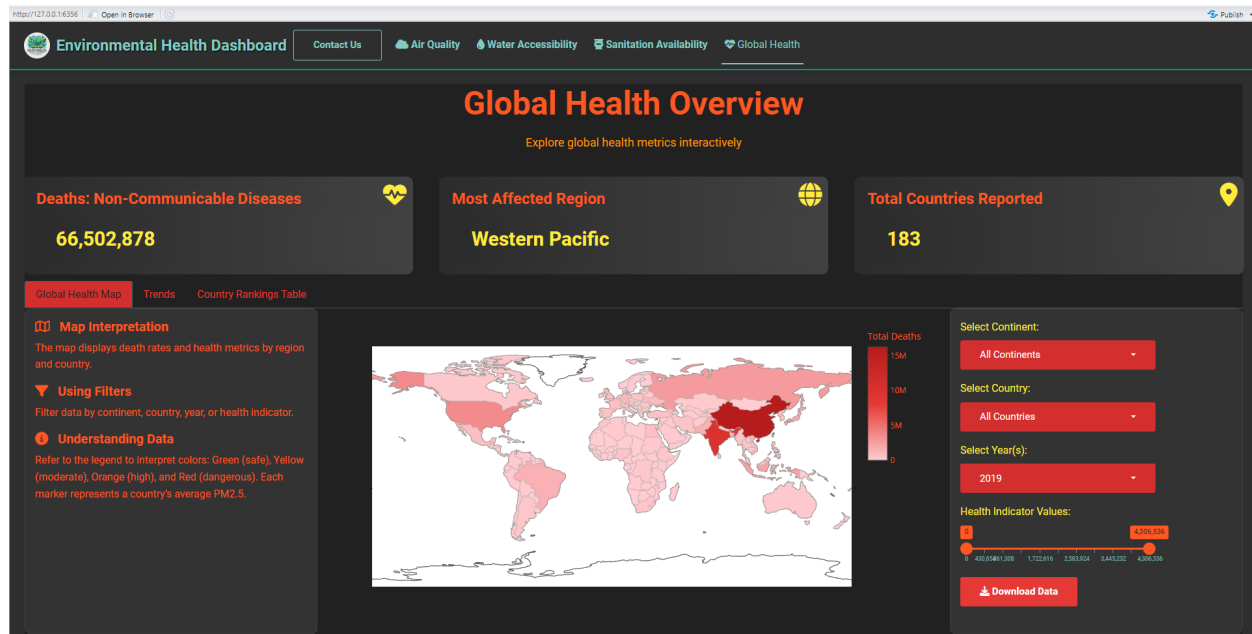 http://127.0.0.1:6356 Open in Browser Publish
Environmental Health Dashboard Contact Us Air Quality Water Accessibility Sanitation Availability Global Health
Global Health Overview
Explore global health metrics interactively
Deaths: Non-Communicable Diseases
66,502,878
Most Affected Region
Western Pacific
Total Countries Reported
183
Global Health Map Trends Country Rankings Table
Map Interpretation
The map displays death rates and health metrics by region
and country.
Using Filters
Filter data by continent, country, year, or health indicator.
Understanding Data
Refer to the legend to interpret colors: Green (safe), Yellow
(moderate), Orange (high), and Red (dangerous). Each
marker represents a country's average PM2.5.
Total Deaths
15M
10M
5M
0
Select Continent:
All Continents
Select Country:
All Countries
Select Year(s):
2019
Health Indicator Values:
0 4,306,536
0 1,722,616 2,583,924 3,445,232 4,306,536
Download Data